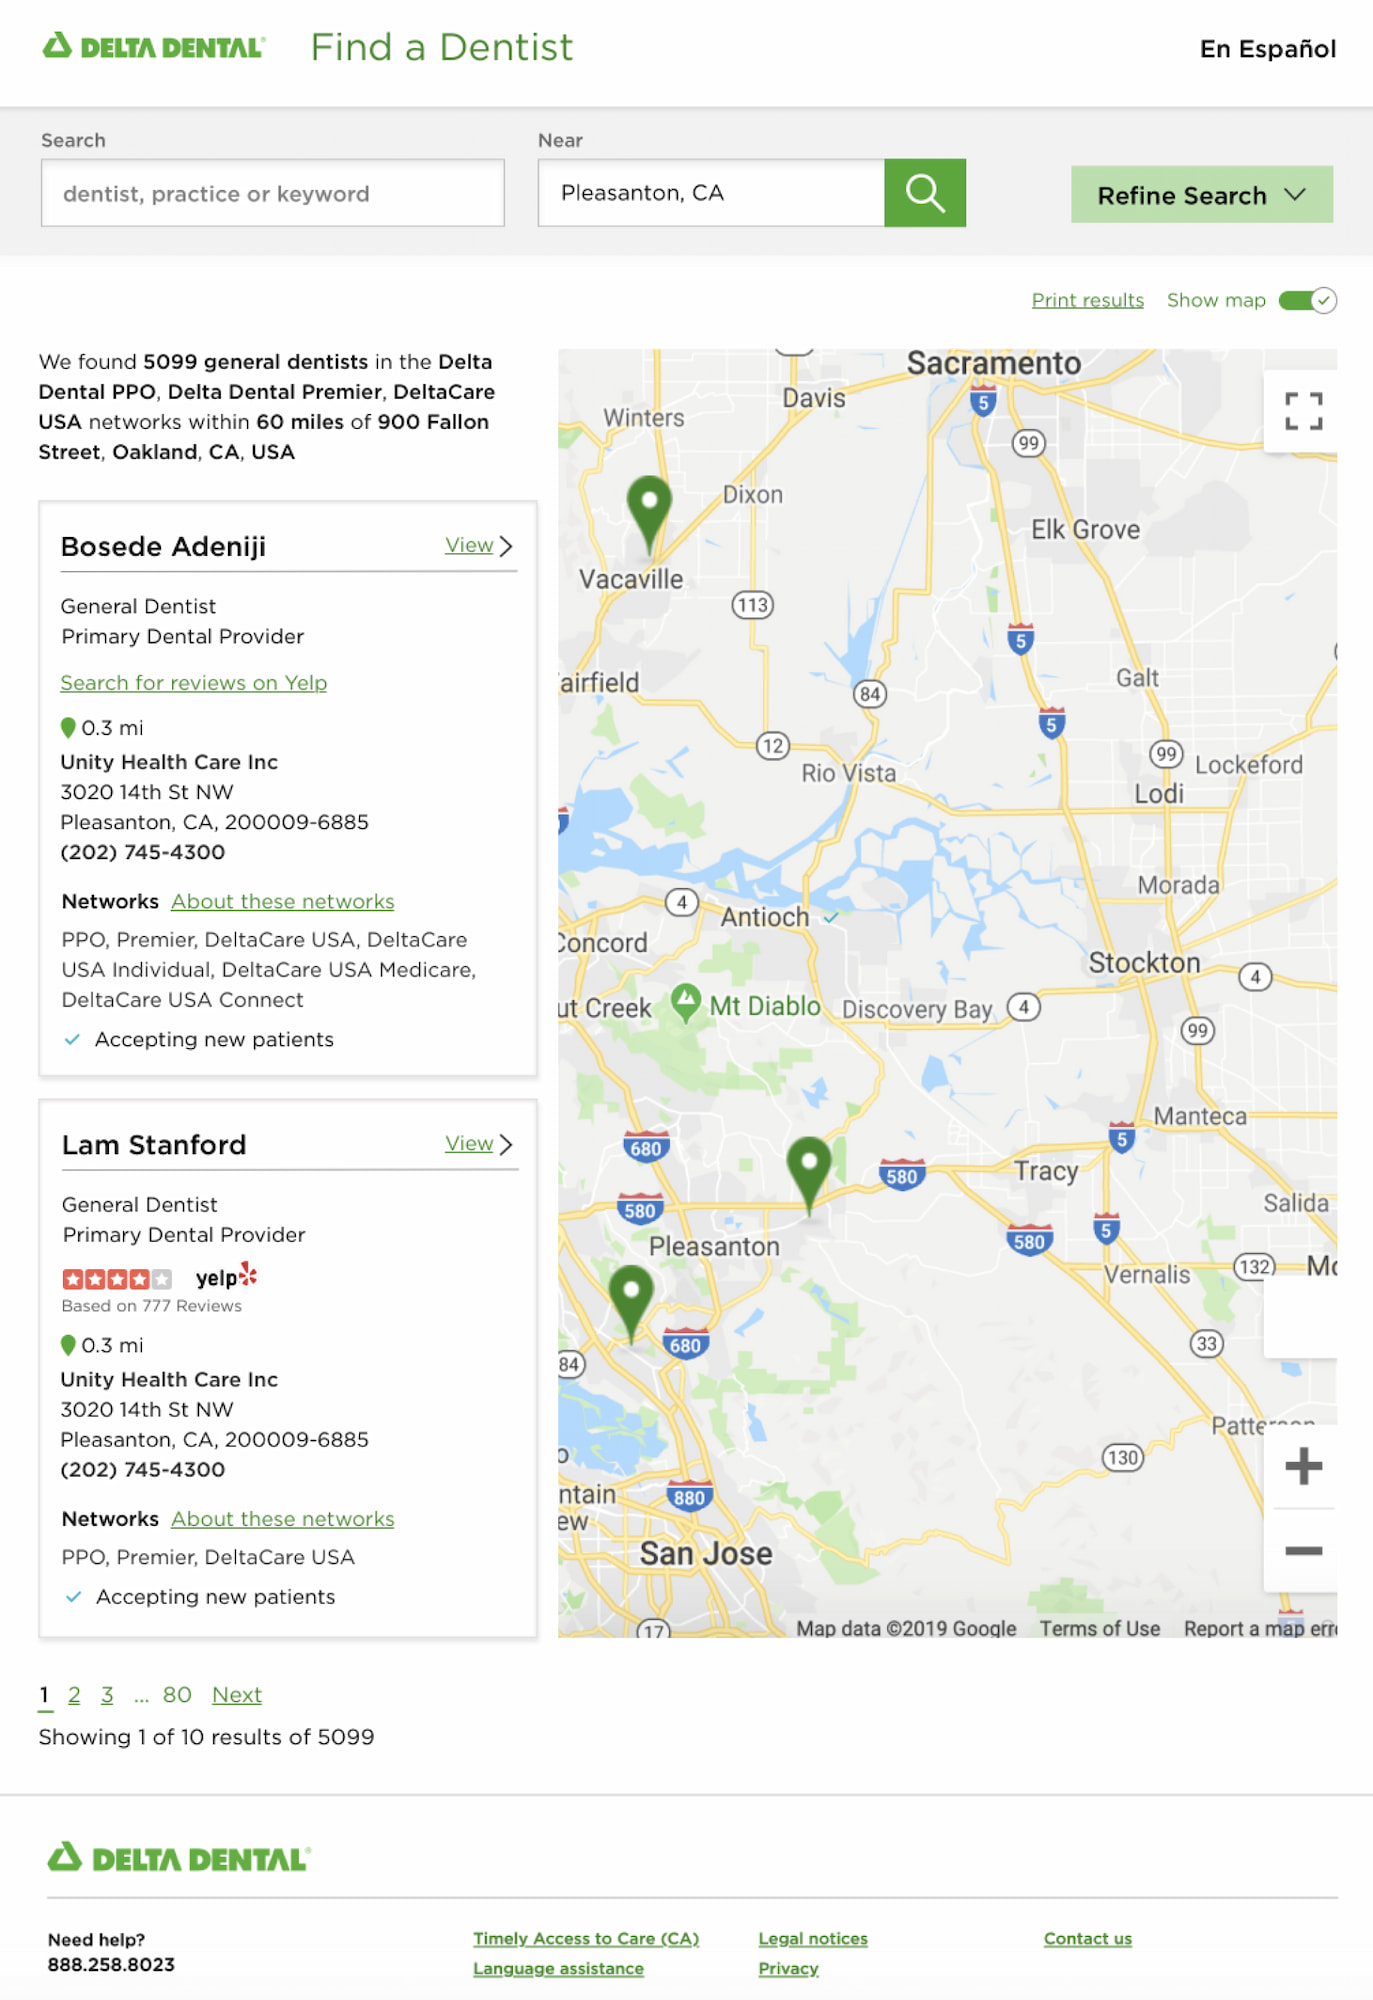 DELTA DENTAL®
Find a Dentist
En Español
Search
Near
dentist, practice or keyword
Pleasanton, CA
Refine Search
Print results
Show map
We found 5099 general dentists in the Delta
Dental PPO, Delta Dental Premier, DeltaCare
USA networks within 60 miles of 900 Fallon
Street, Oakland, CA, USA
Bosede Adeniji
View
General Dentist
Primary Dental Provider
Search for reviews on Yelp
0.3 mi
Unity Health Care Inc
3020 14th St NW
Pleasanton, CA, 200009-6885
(202) 745-4300
Networks About these networks
PPO, Premier, DeltaCare USA, DeltaCare
USA Individual, DeltaCare USA Medicare,
DeltaCare USA Connect
Accepting new patients
Lam Stanford
View
General Dentist
Primary Dental Provider
yelp
Based on 777 Reviews
0.3 mi
Unity Health Care Inc
3020 14th St NW
Pleasanton, CA, 200009-6885
(202) 745-4300
Networks About these networks
PPO, Premier, DeltaCare USA
Accepting new patients
Sacramento
Davis
5
Winters
99
Dixon
Elk Grove
Vacaville
113
5
airfield
Galt
84
5
12
99
Lockeford
Rio Vista
Lodi
Morada
4
Antioch
Concord
Stockton
4
ut Creek
Mt Diablo
Discovery Bay
4
99
Manteca
680
5
Tracy
580
580
Salida
5
580
Pleasanton
132
Mo
Vernalis
680
33
84
Patterson
130
ntain
880
ew
San Jose
17
Map data ©2019 Google
Terms of Use
Report a map erro
1 2 3 ... 80 Next
Showing 1 of 10 results of 5099
DELTA DENTAL®
Need help?
888.258.8023
Timely Access to Care (CA)
Language assistance
Legal notices
Privacy
Contact us